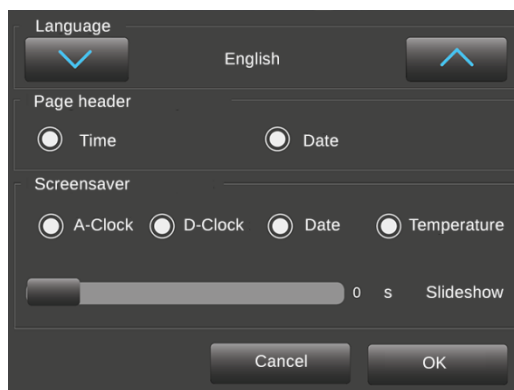 Language
English
Page header
Time Date
Screensaver
A-Clock D-Clock Date Temperature
0 s Slideshow
Cancel OK